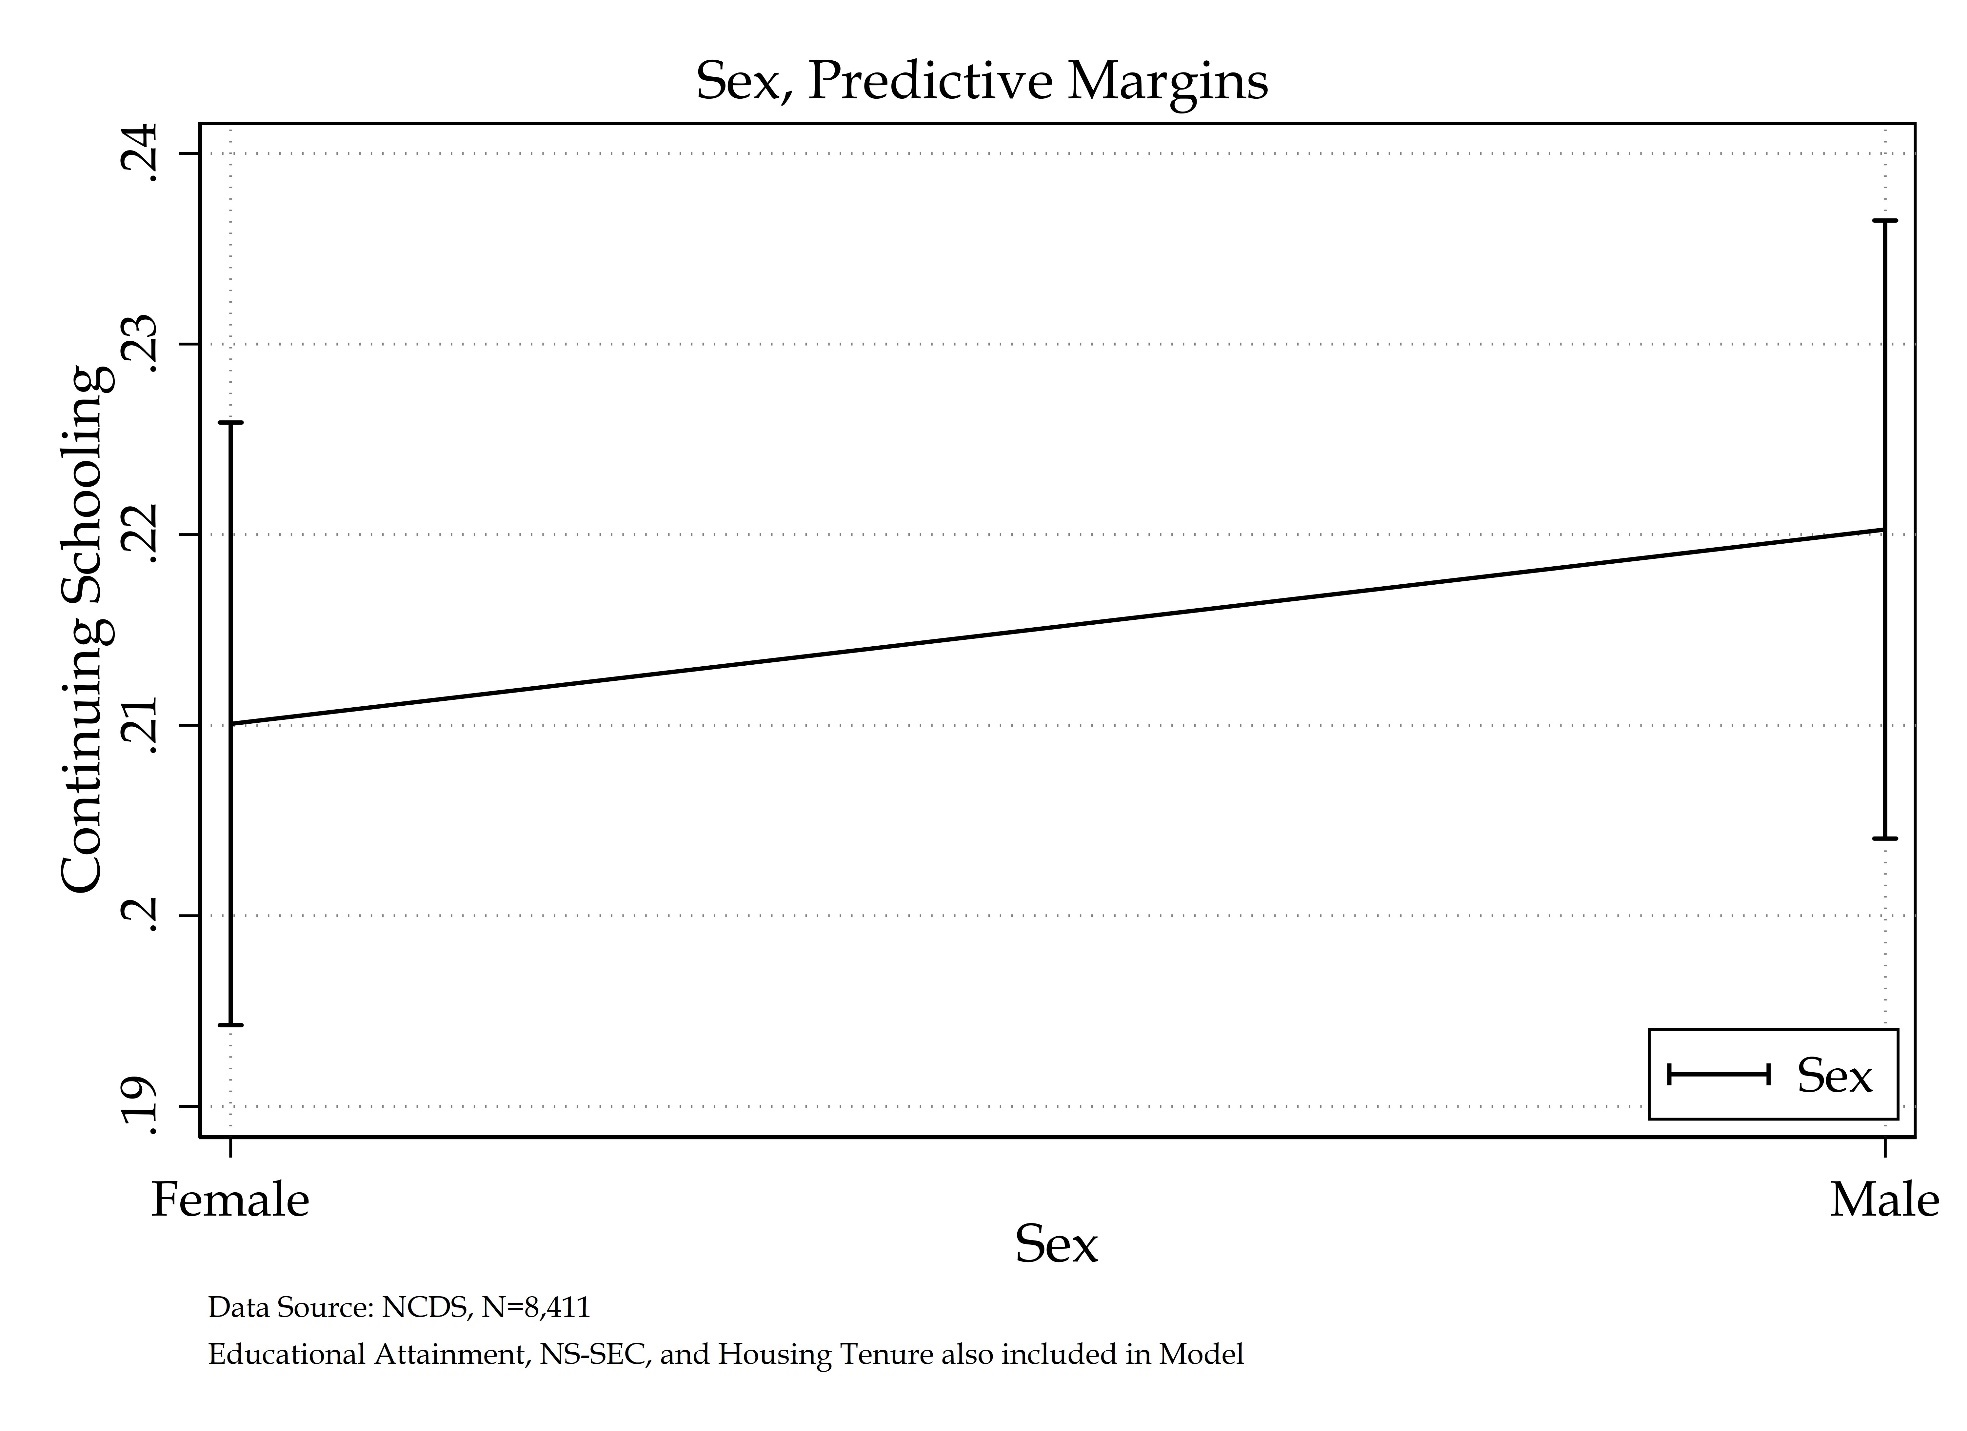 Sex, Predictive Margins
Continuing Schooling
.24
.23
.22
.21
.2
.19
Sex
Female
Male
Sex
Data Source: NCDS, N=8,411
Educational Attainment, NS-SEC, and Housing Tenure also included in Model